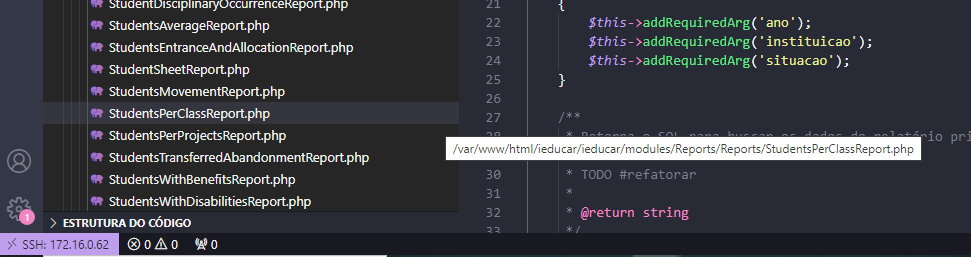 StudentDisciplinaryOccurrenceReport.php
StudentsAverageReport.php
StudentsEntranceAndAllocationReport.php
StudentSheetReport.php
StudentsMovementReport.php
StudentsPerClassReport.php
StudentsPerProjectsReport.php
StudentsTransferredAbandonmentReport.php
StudentsWithBenefitsReport.php
StudentsWithDisabilitiesReport.php
ESTRUTURA DO CÓDIGO
1
SSH: 172.16.0.62
0 0 0
21 {
22 $this->addRequiredArg('ano');
23 $this->addRequiredArg('instituicao');
24 $this->addRequiredArg('situacao');
25 }
26
27 /**
28 * Retorna o SQL para buscar os dados do relatório pri
/var/www/html/ieducar/ieducar/modules/Reports/Reports/StudentsPerClassReport.php
30 * TODO #refatorar
31 *
32 * @return string
33 */